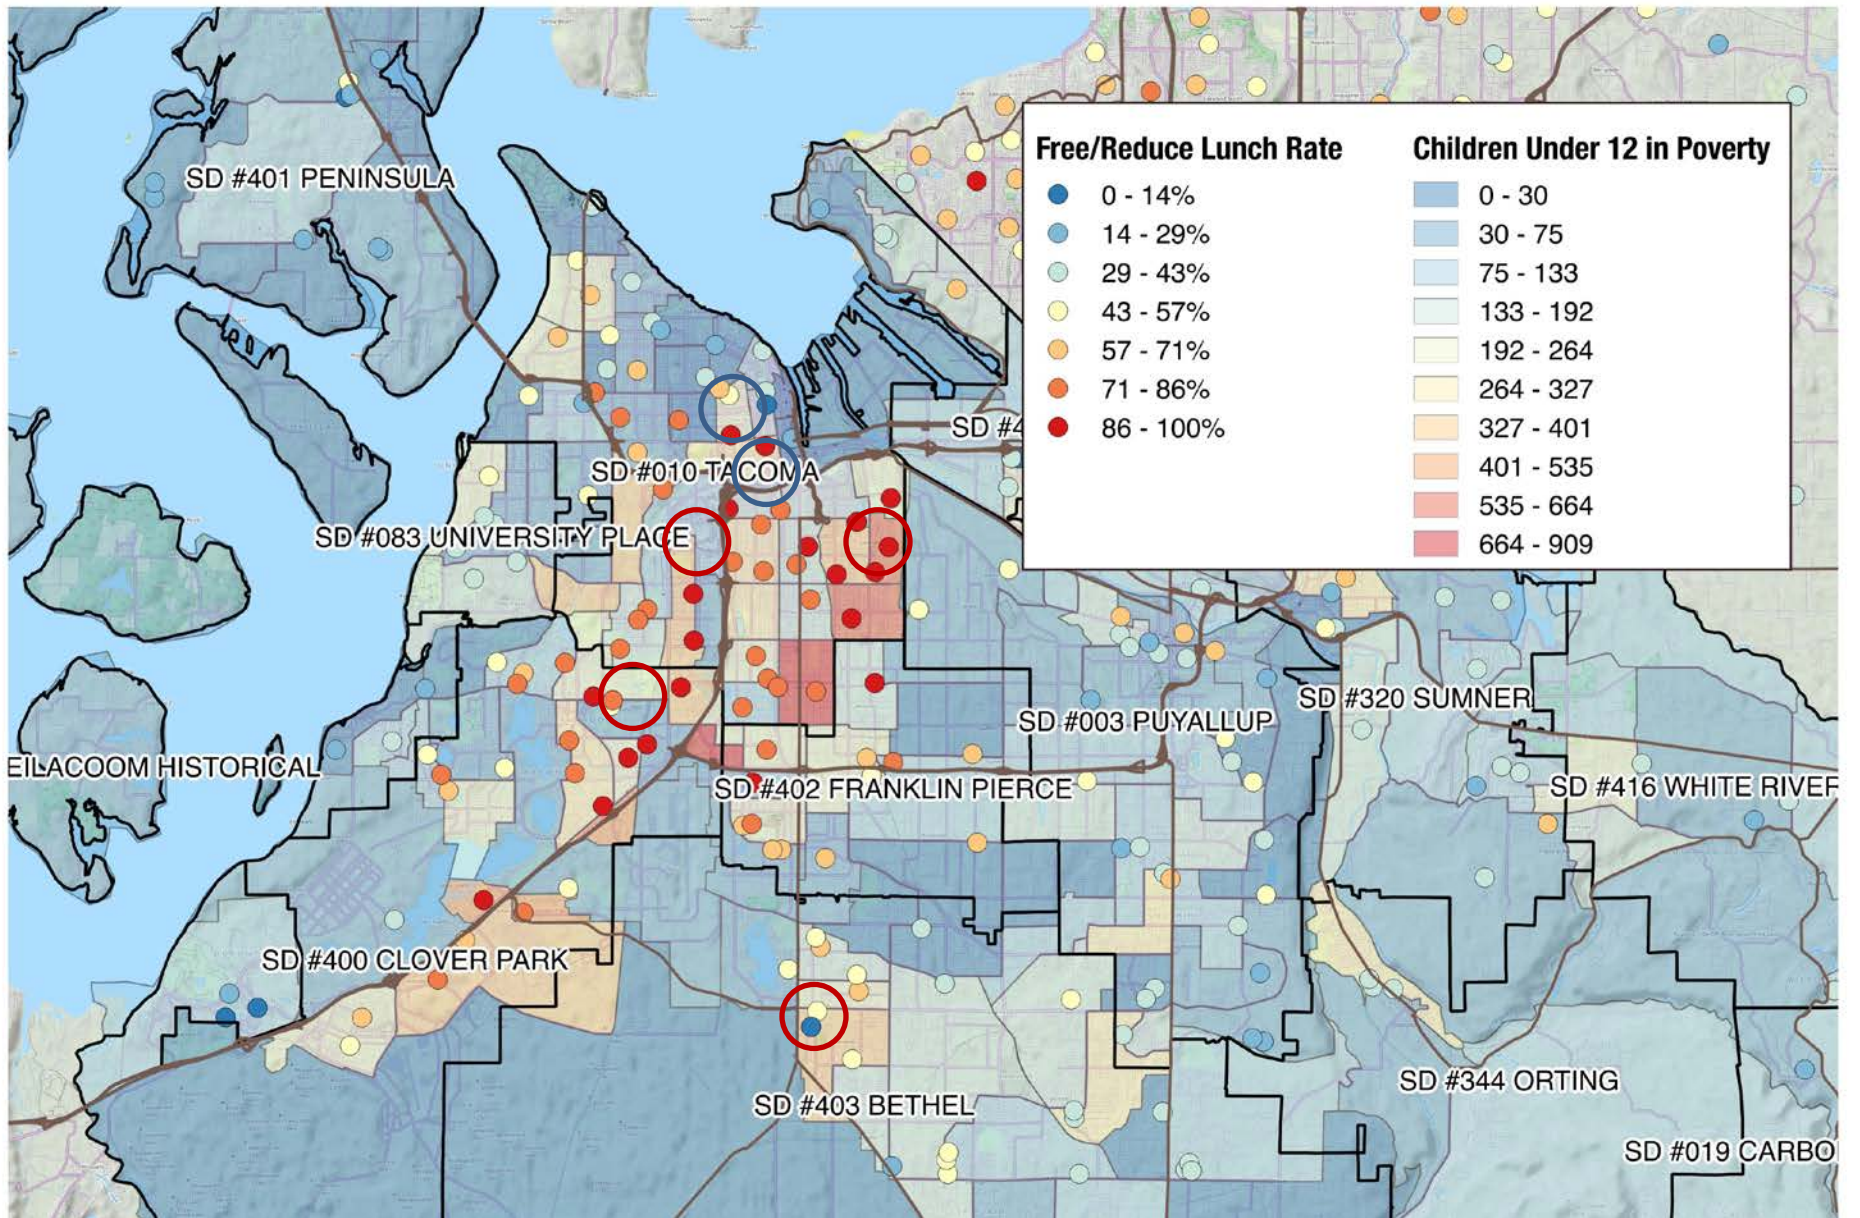 Free/Reduce Lunch Rate
0 - 14%
14 - 29%
29 - 43%
43 - 57%
57 - 71%
71 - 86%
86 - 100%
Children Under 12 in Poverty
0 - 30
30 - 75
75 - 133
133 - 192
192 - 264
264 - 327
327 - 401
401 - 535
535 - 664
664 - 909
SD #401 PENINSULA
SD #4
SD #010 TACOMA
SD #083 UNIVERSITY PLACE
SD #320 SUMNER
SD #003 PUYALLUP
EILACOOM HISTORICAL
SD #402 FRANKLIN PIERCE
SD #416 WHITE RIVER
SD #400 CLOVER PARK
SD #344 ORTING
SD #403 BETHEL
SD #019 CARBO